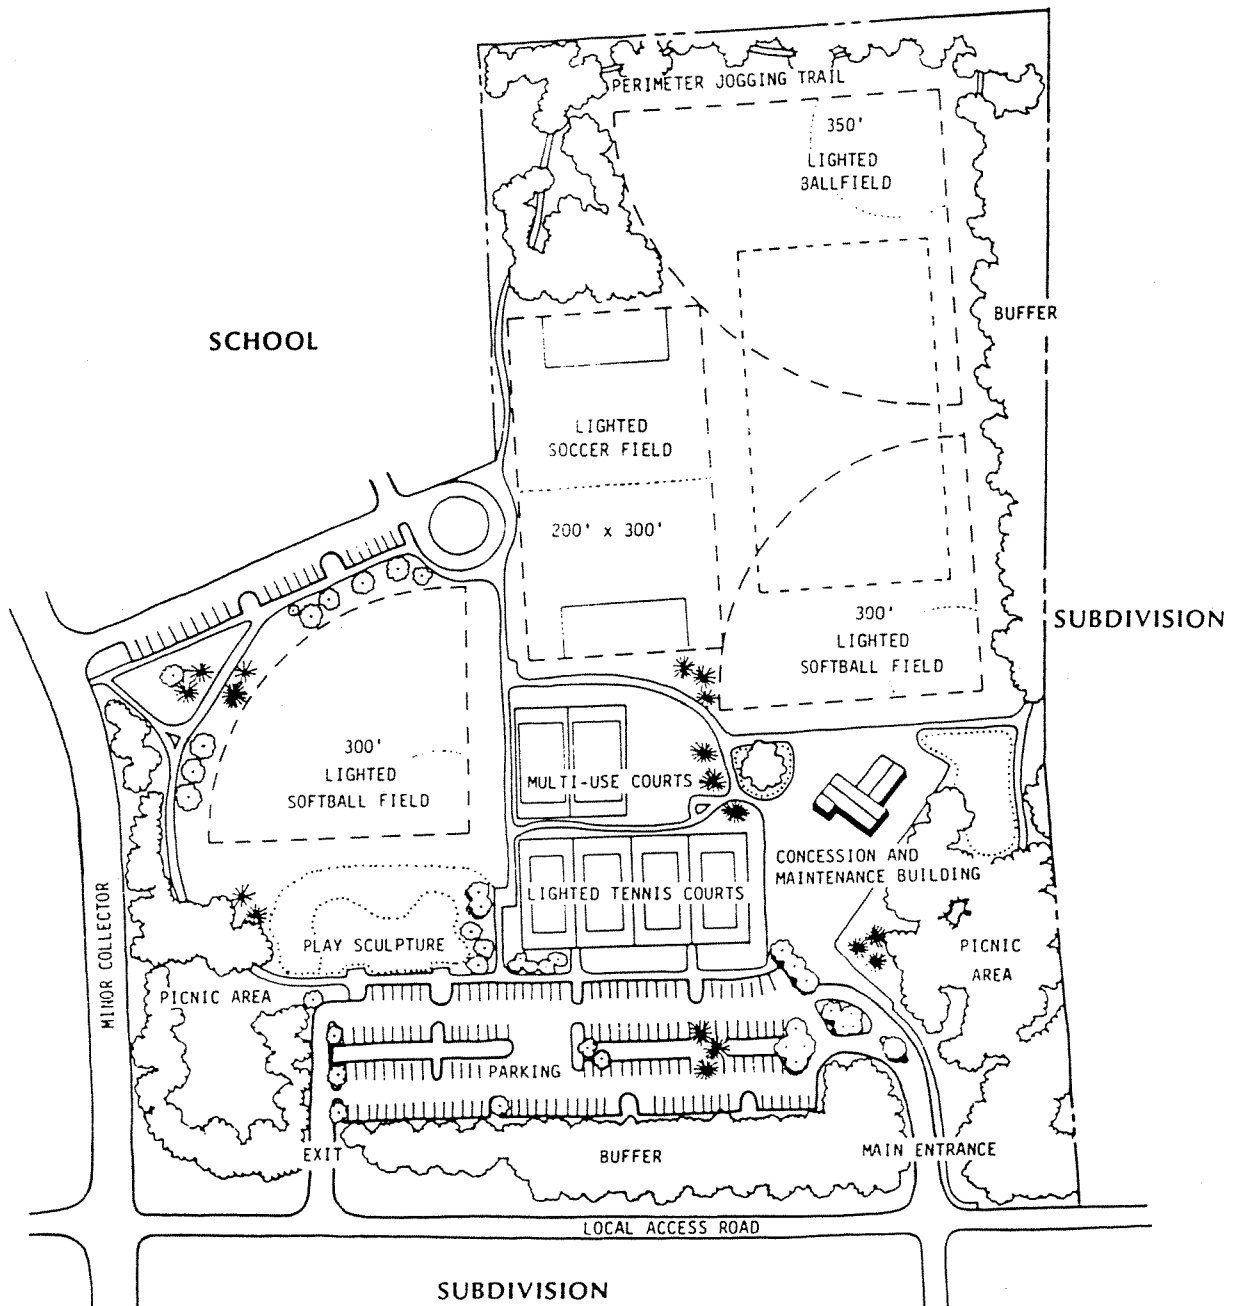 PERIMETER JOGGING TRAIL
350'
LIGHTED
BALLFIELD
BUFFER
SCHOOL
LIGHTED
SOCCER FIELD
200' x 300'
300'
LIGHTED
SOFTBALL FIELD
SUBDIVISION
300'
LIGHTED
SOFTBALL FIELD
MULTI-USE COURTS
CONCESSION AND
MAINTENANCE BUILDING
LIGHTED TENNIS COURTS
MINOR COLLECTOR
PLAY SCULPTURE
PICNIC
AREA
PICNIC AREA
PARKING
EXIT
BUFFER
MAIN ENTRANCE
LOCAL ACCESS ROAD
SUBDIVISION